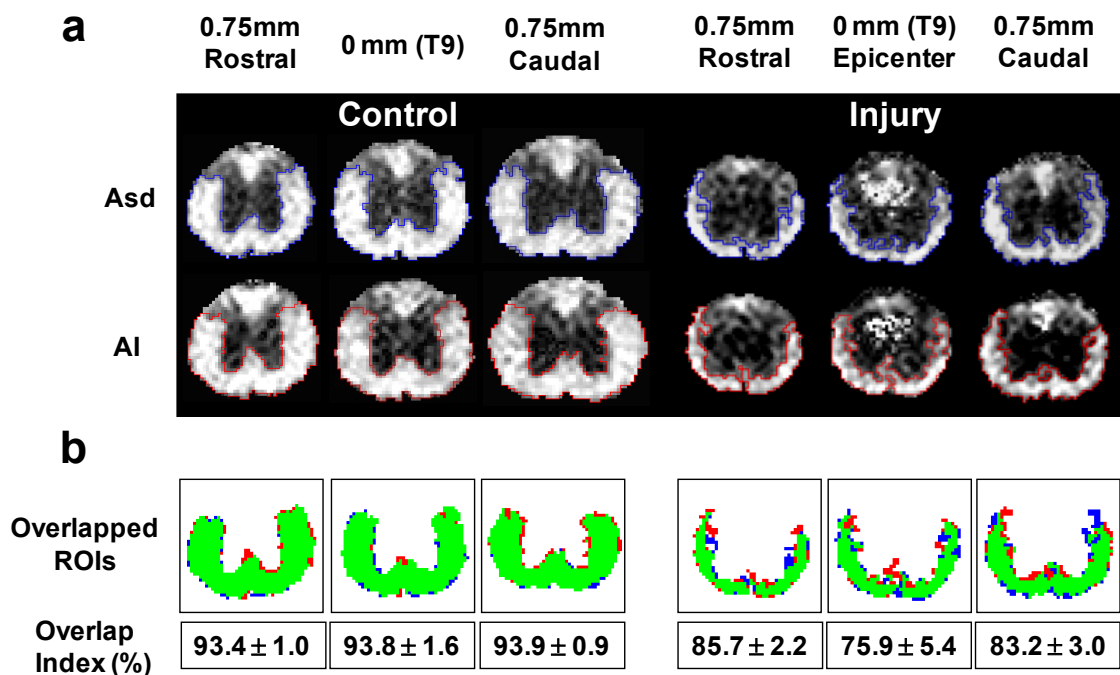 a
0.75mm Rostral
0 mm (T9)
0.75mm Caudal
0.75mm Rostral
0 mm (T9) Epicenter
0.75mm Caudal
Control
Injury
Asd
AI
b
Overlapped ROIs
Overlap Index (%)
93.4 ± 1.0
93.8 ± 1.6
93.9 ± 0.9
85.7 ± 2.2
75.9 ± 5.4
83.2 ± 3.0